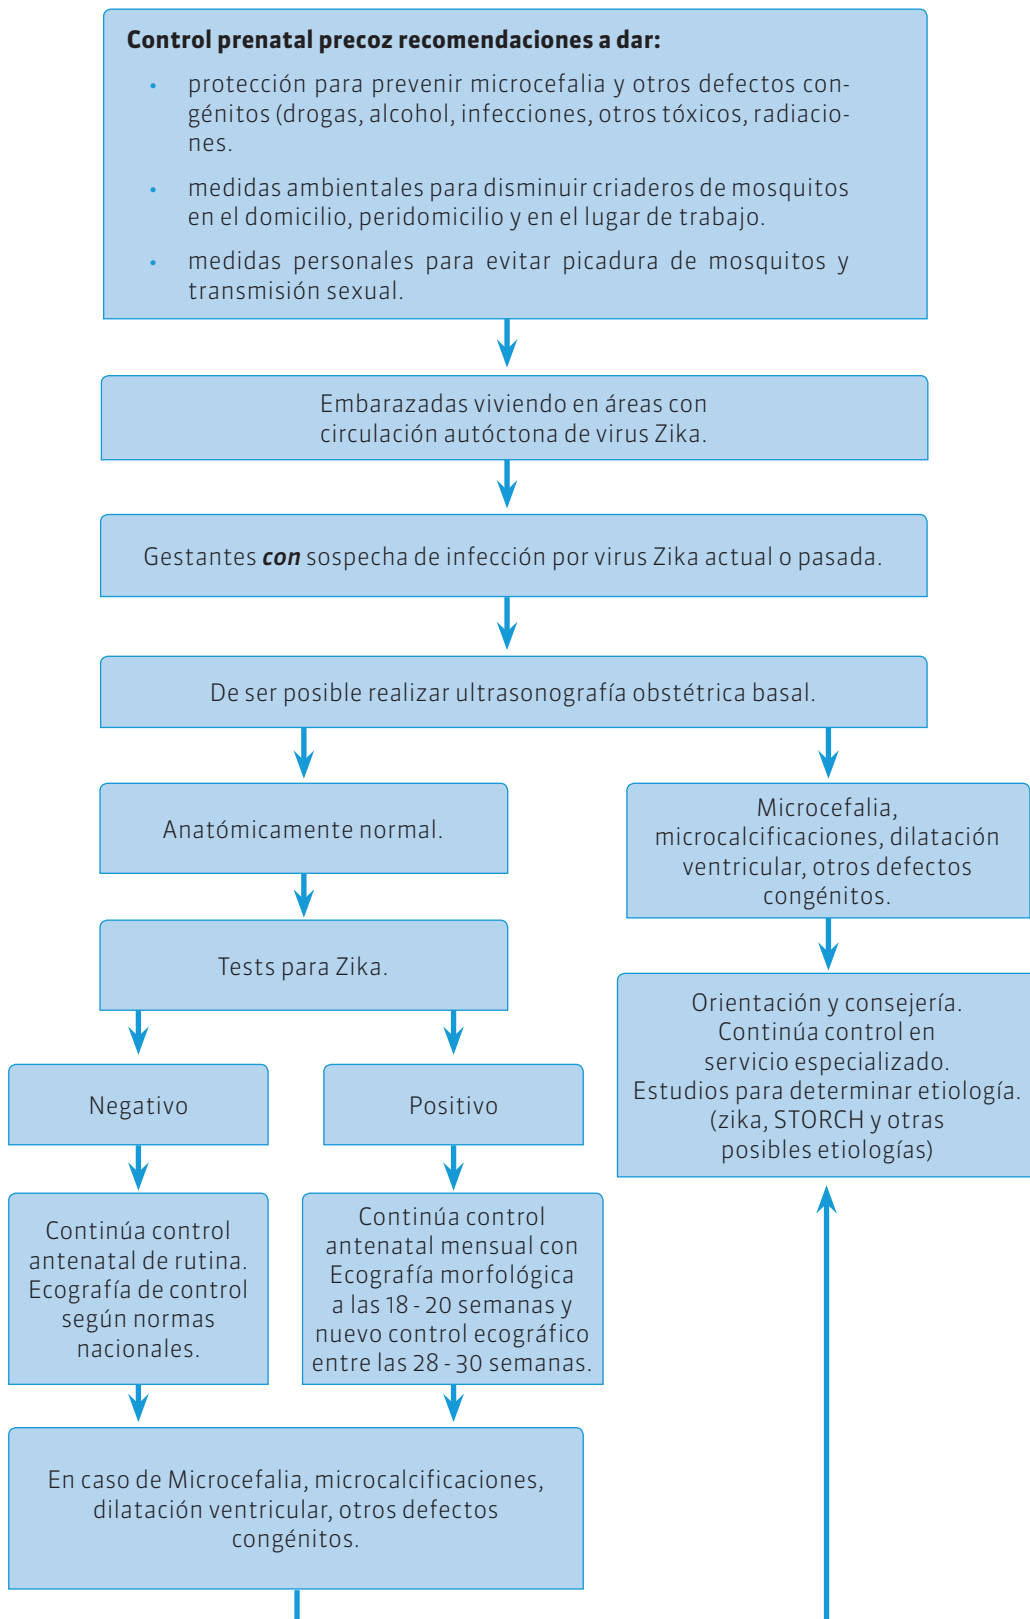 Control prenatal precoz recomendaciones a dar:
• protección para prevenir microcefalia y otros defectos con-
génitos (drogas, alcohol, infecciones, otros tóxicos, radiacio-
nes.
• medidas ambientales para disminuir criaderos de mosquitos
en el domicilio, peridomicilio y en el lugar de trabajo.
• medidas personales para evitar picadura de mosquitos y
transmisión sexual.
Embarazadas viviendo en áreas con
circulación autóctona de virus Zika.
Gestantes con sospecha de infección por virus Zika actual o pasada.
De ser posible realizar ultrasonografía obstétrica basal.
Anatómicamente normal.
Microcefalia,
microcalcificaciones, dilatación
ventricular, otros defectos
congénitos.
Tests para Zika.
Orientación y consejería.
Continúa control en
servicio especializado.
Estudios para determinar etiología.
(zika, STORCH y otras
posibles etiologías)
Negativo
Positivo
Continúa control
antenatal de rutina.
Ecografía de control
según normas
nacionales.
Continúa control
antenatal mensual con
Ecografía morfológica
a las 18 - 20 semanas y
nuevo control ecográfico
entre las 28 - 30 semanas.
En caso de Microcefalia, microcalcificaciones,
dilatación ventricular, otros defectos
congénitos.